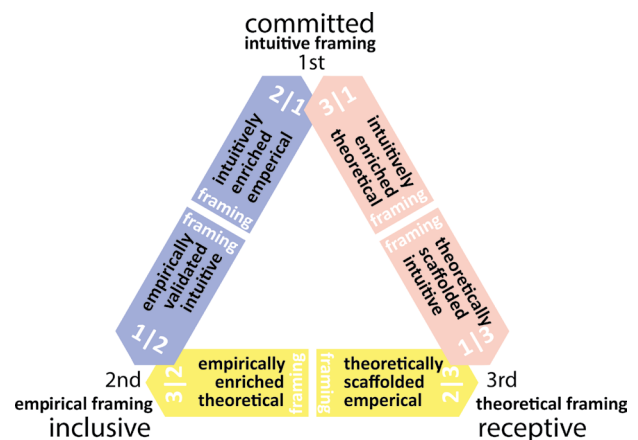 committed
intuitive framing
1st
2|1
intuitively
enriched
emperical
framing
3|1
intuitively
enriched
theoretical
framing
framing
empirically
validated
intuitive
1|2
framing
theoretically
scaffolded
intuitive
1|3
2nd
empirical framing
inclusive
3|2
empirically
enriched
theoretical
framing
framing
theoretically
scaffolded
emperical
2|3
3rd
theoretical framing
receptive